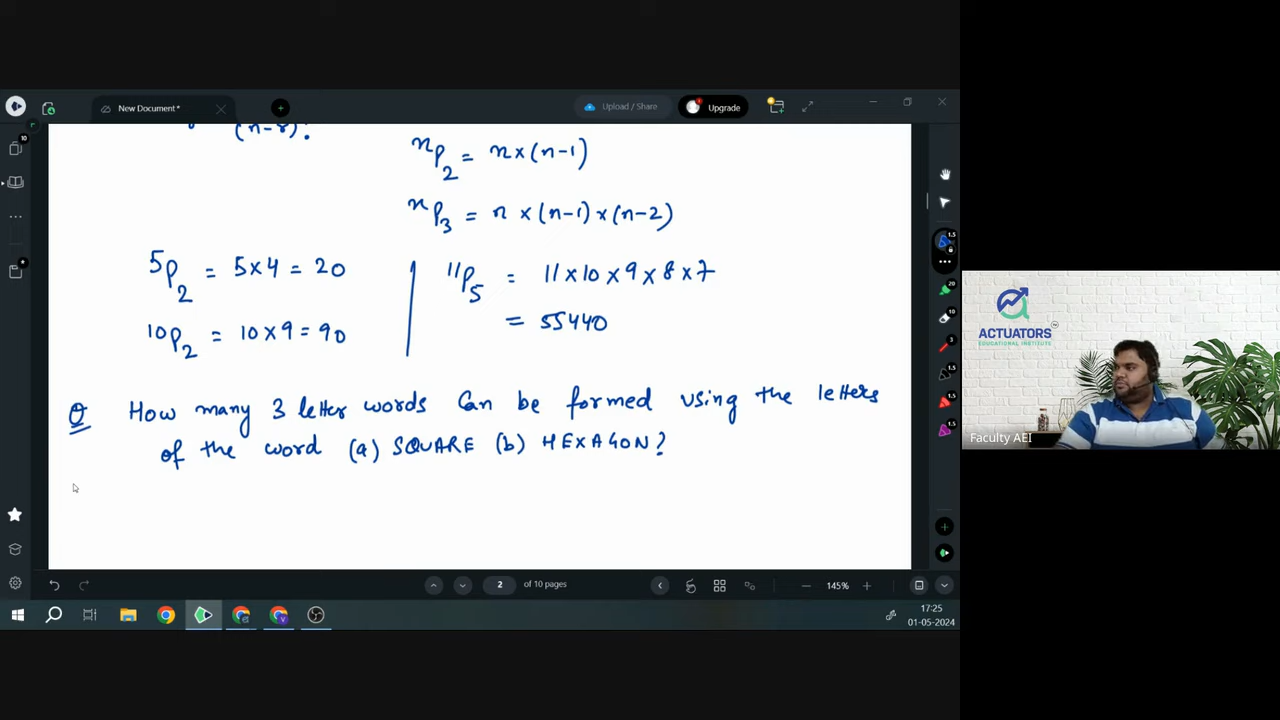 New Document*
Upload / Share
Upgrade
(n-r)!
nP2 = n×(n-1)
nP3 = n×(n-1)×(n-2)
5P2 = 5×4 = 20
11P5 = 11×10×9×8×7
10P2 = 10×9 = 90
= 55440
Q How many 3 letter words can be formed using the letters
of the word (a) SQUARE (b) HEXAGON?
ACTUATORS
EDUCATIONAL INSTITUTE
Faculty AEI
2 of 10 pages
145%
17:25
01-05-2024